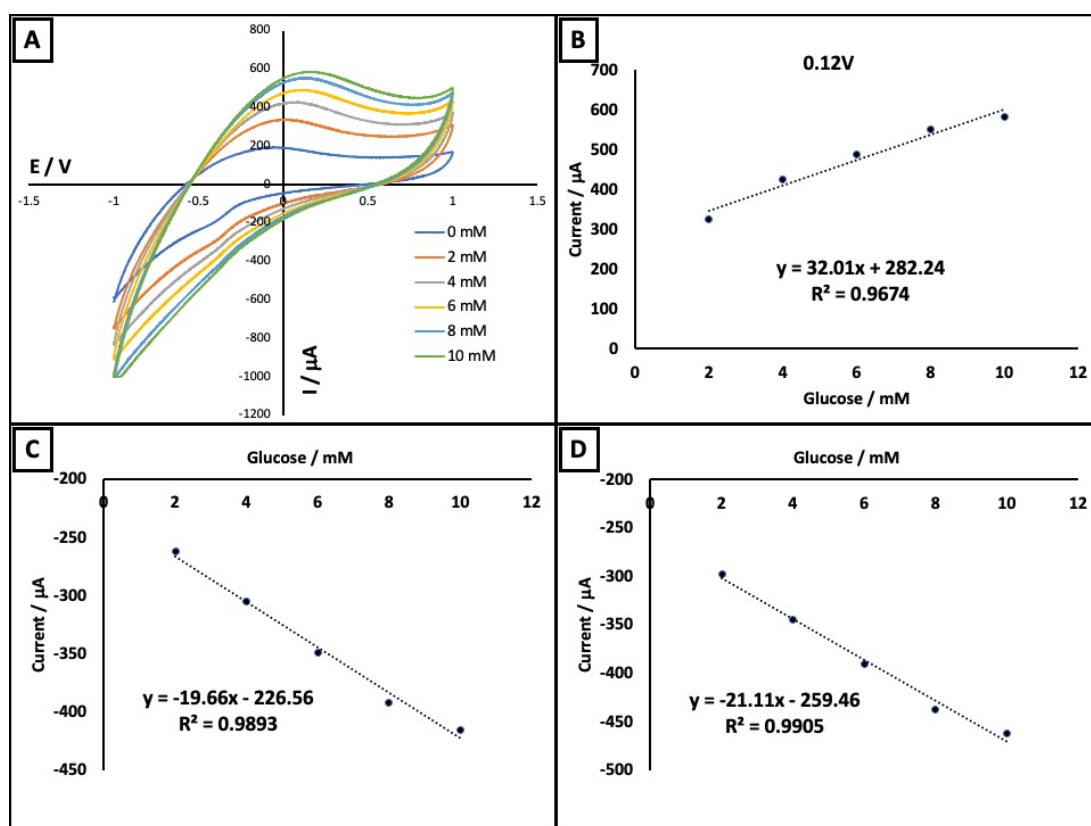 A
800
600
400
200
0
-200
-400
-600
-800
-1000
-1200
E / V
-1.5
-1
-0.5
0
0.5
1
1.5
I / µA
0 mM
2 mM
4 mM
6 mM
8 mM
10 mM
B
0.12V
700
600
500
400
300
200
100
0
Current / µA
y = 32.01x + 282.24
R² = 0.9674
0 2 4 6 8 10 12
Glucose / mM
C
Glucose / mM
-200
0 2 4 6 8 10 12
-250
-300
-350
-400
-450
Current / µA
y = -19.66x - 226.56
R² = 0.9893
D
Glucose / mM
-200
0 2 4 6 8 10 12
-250
-300
-350
-400
-450
-500
Current / µA
y = -21.11x - 259.46
R² = 0.9905